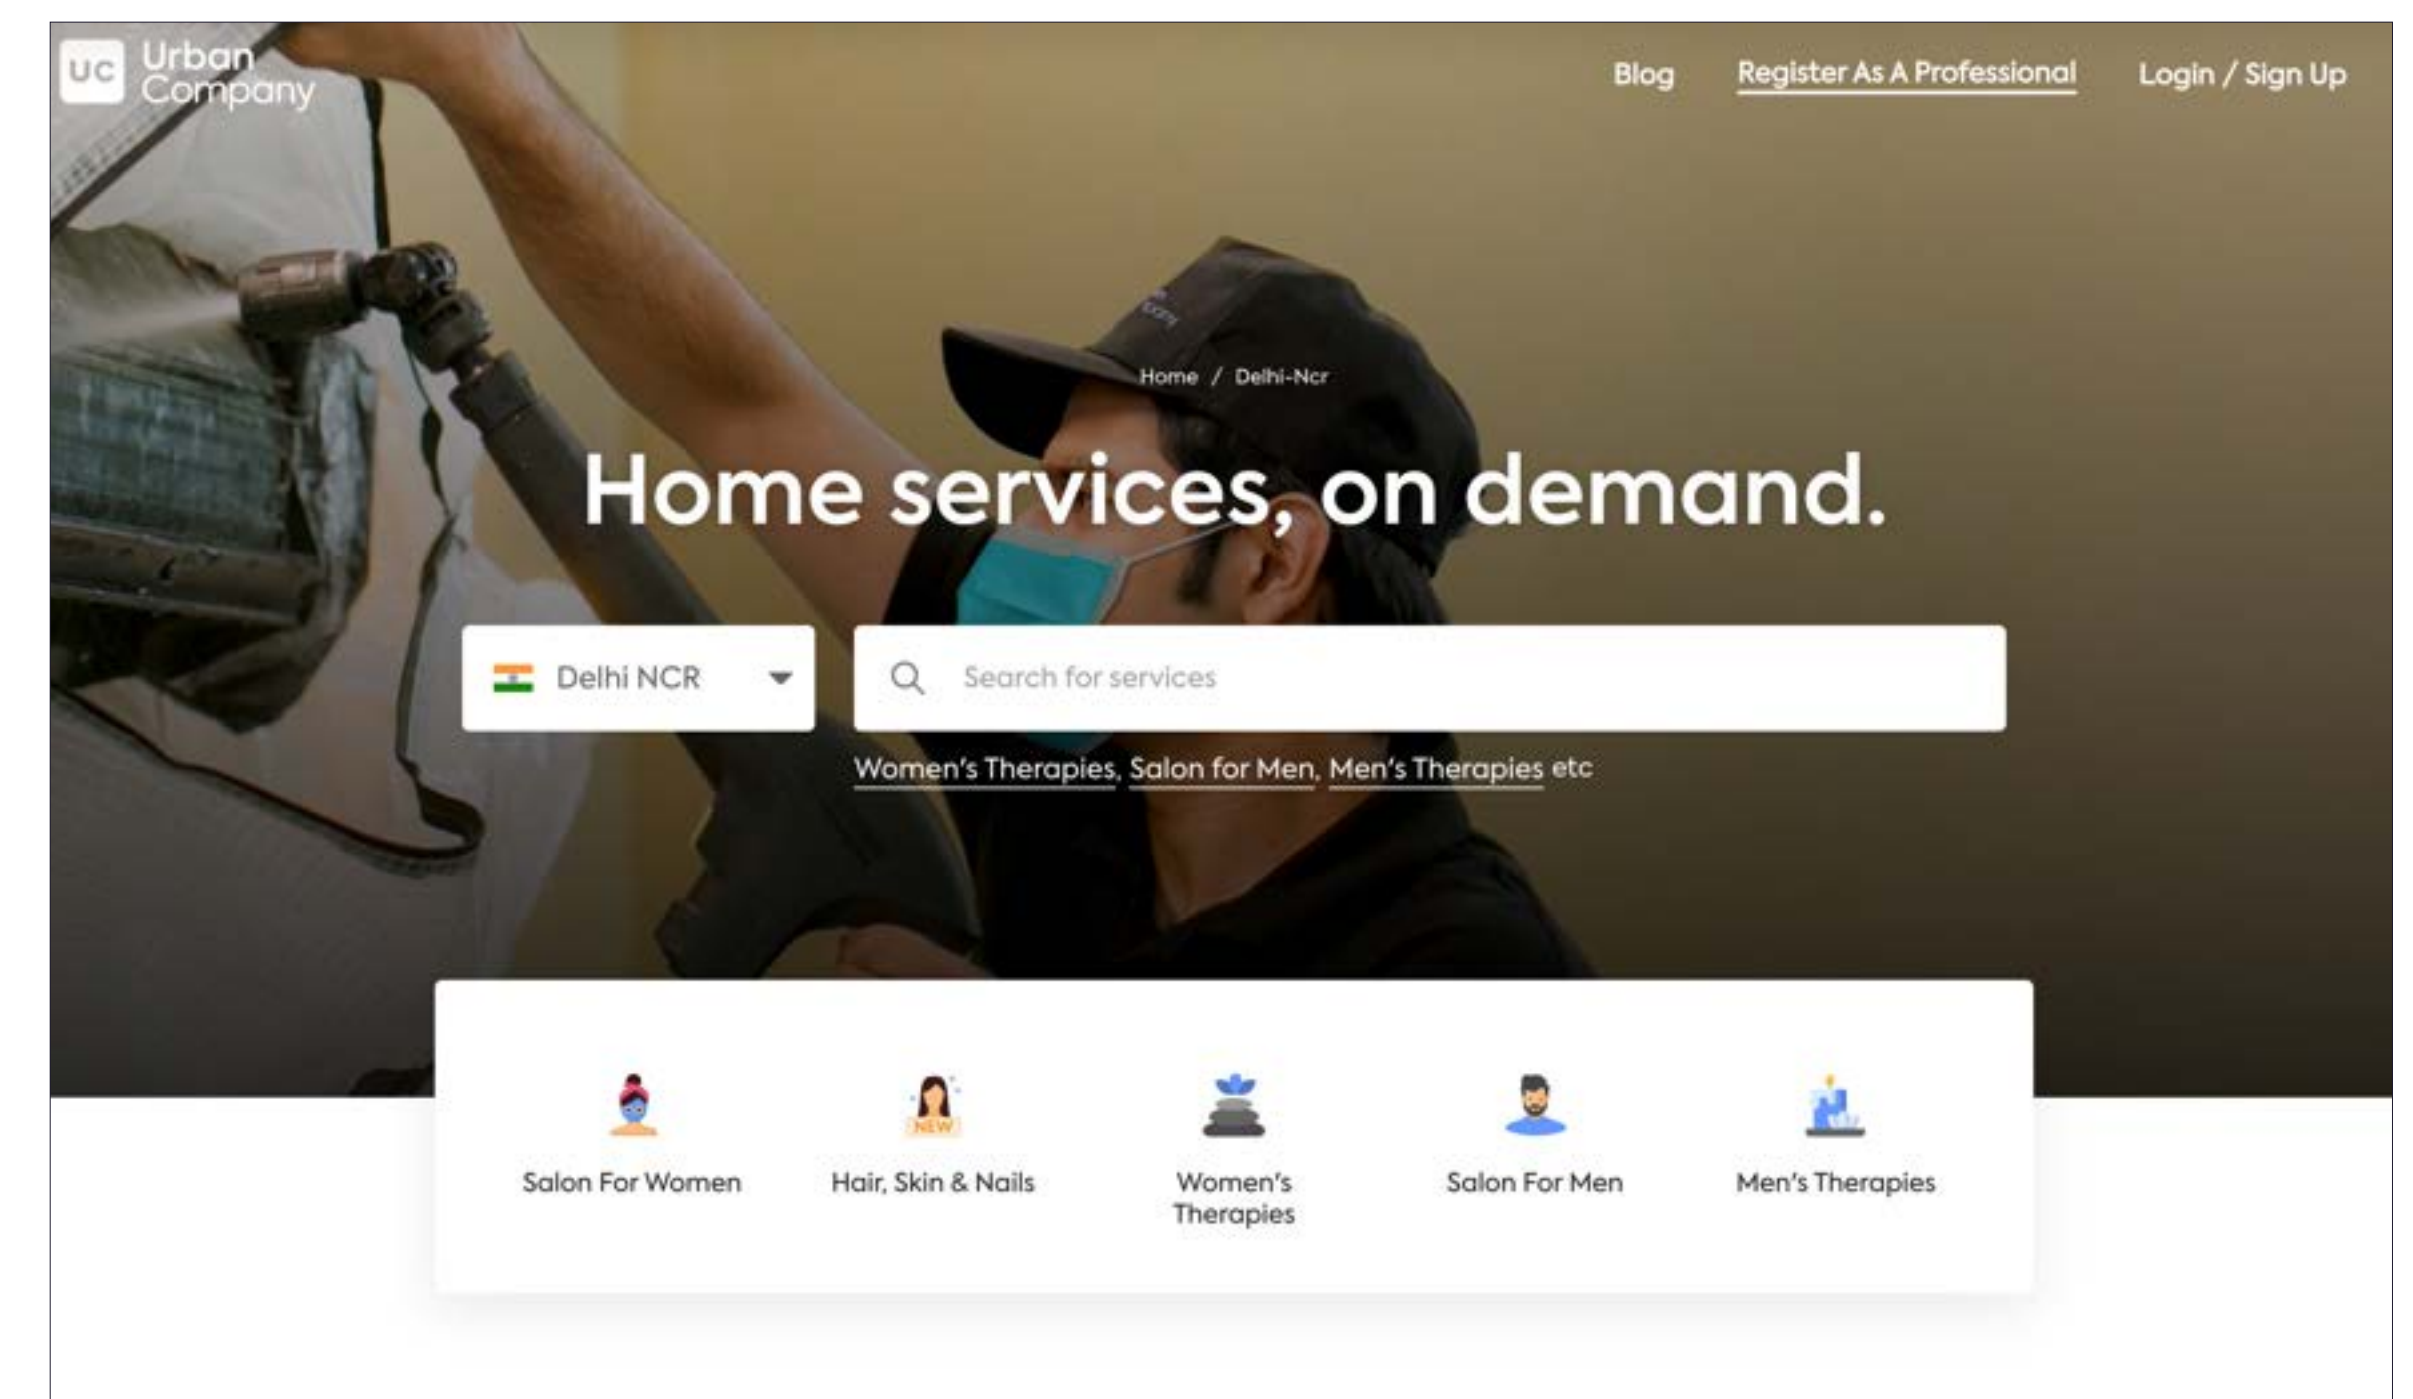 UC Urban
Company
Blog Register As A Professional Login / Sign Up
Home / Delhi-Ncr
Home services, on demand.
Delhi NCR
Search for services
Women's Therapies, Salon for Men, Men's Therapies etc
NEW
Salon For Women
Hair, Skin & Nails
Women's
Therapies
Salon For Men
Men's Therapies